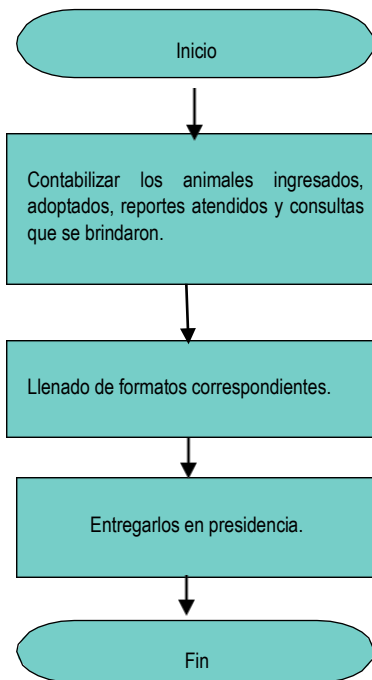 Inicio
Contabilizar los animales ingresados,
adoptados, reportes atendidos y consultas
que se brindaron.
Llenado de formatos correspondientes.
Entregarlos en presidencia.
Fin